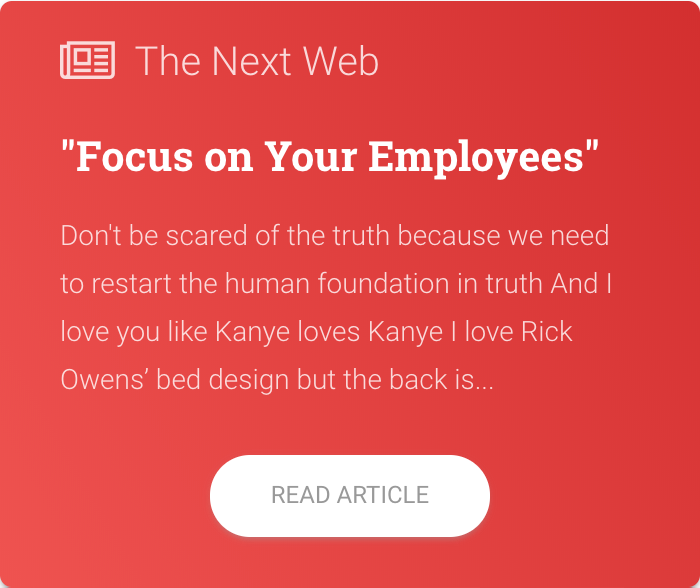 The Next Web
"Focus on Your Employees"
Don't be scared of the truth because we need
to restart the human foundation in truth And I
love you like Kanye loves Kanye I love Rick
Owens’ bed design but the back is...
READ ARTICLE